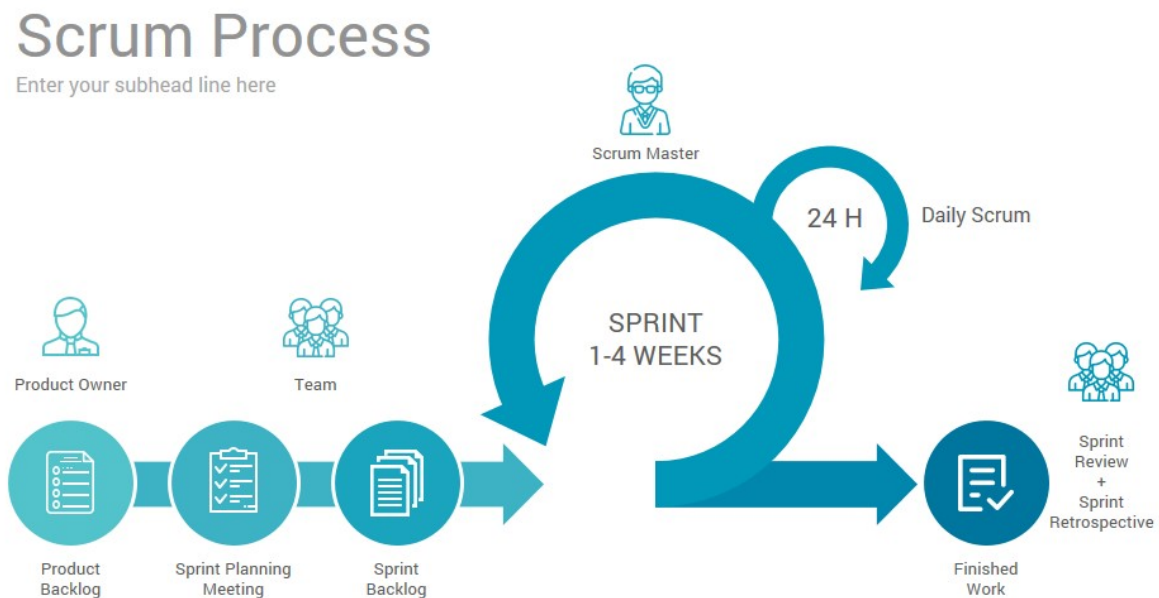 Scrum Process
Enter your subhead line here
Scrum Master
24 H
Daily Scrum
SPRINT
1-4 WEEKS
Product Owner
Team
Sprint
Review
+
Sprint
Retrospective
Product
Backlog
Sprint Planning
Meeting
Sprint
Backlog
Finished
Work